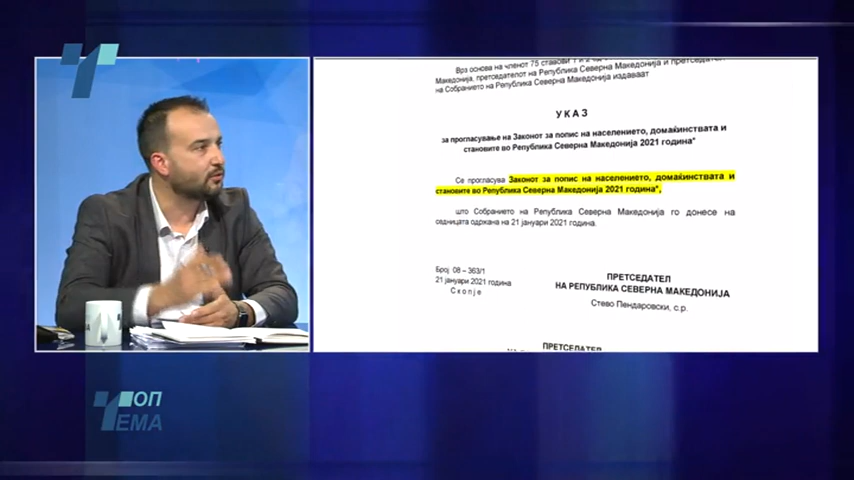 Врз основа на членот 75 ставови 1 и 2
Македонија, претседателот на Република Северна Македонија и претседател
на Собранието на Република Северна Македонија издаваат
У К А З
за прогласување на Законот за попис на населението, домаќинствата и
становите во Република Северна Македонија 2021 година"
Се прогласува Законот за попис на населението, домаќинствата и
становите во Република Северна Македонија 2021 година",
што Собранието на Република Северна Македонија го донесе на
седницата одржана на 21 јануари 2021 година.
Број 08 – 363/1
21 јануари 2021 година
С к о п ј е
ПРЕТСЕДАТЕЛ
НА РЕПУБЛИКА СЕВЕРНА МАКЕДОНИЈА
Стево Пендаровски, с.р.
ПРЕТСЕДАТЕЛ
ТОП
ТЕМА